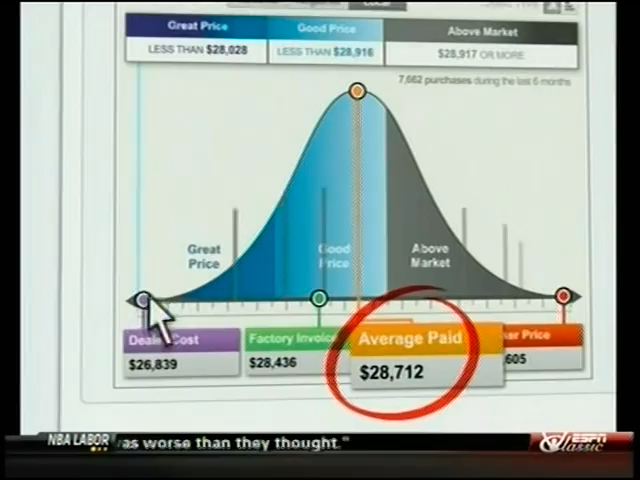 Great Price
Good Price
Above Market
LESS THAN $28,028
LESS THAN $28,916
$28,917 OR MORE
7,662 purchases during the last 6 months
Great
Price
Good
Price
Above
Market
Cost
$26,839
Factory Invoice
$28,436
Average Paid
$28,712
Price
605
NBA LABOR
as worse than they thought."
ESPN
Classic